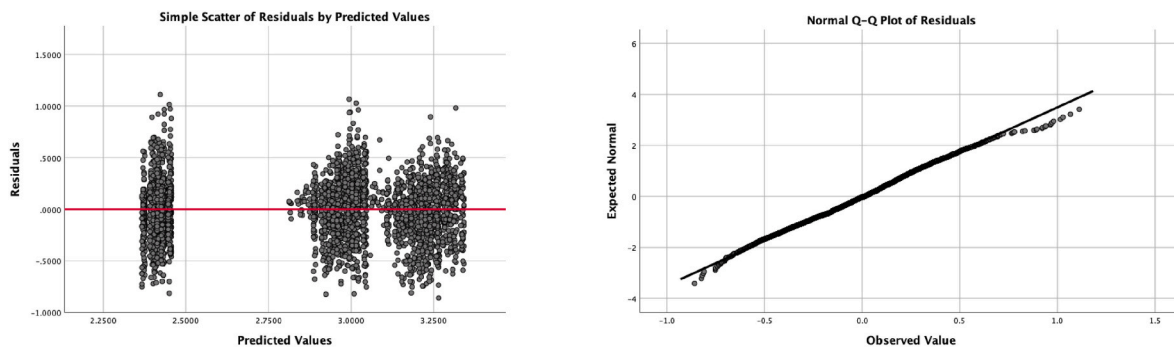 Simple Scatter of Residuals by Predicted Values
1.5000
1.0000
.5000
.0000
-.5000
-1.0000
Residuals
2.2500 2.5000 2.7500 3.0000 3.2500
Predicted Values
Normal Q-Q Plot of Residuals
6
4
2
0
-2
-4
Expected Normal
-1.0 -0.5 0.0 0.5 1.0 1.5
Observed Value